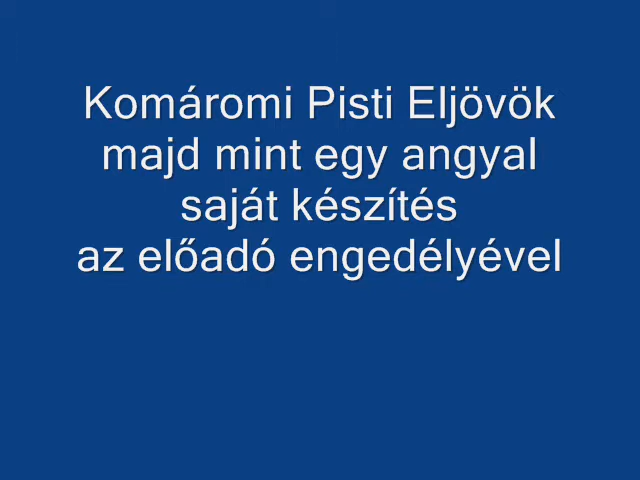 Komáromi Pisti Eljövök
majd mint egy angyal
saját készítés
az előadó engedélyével